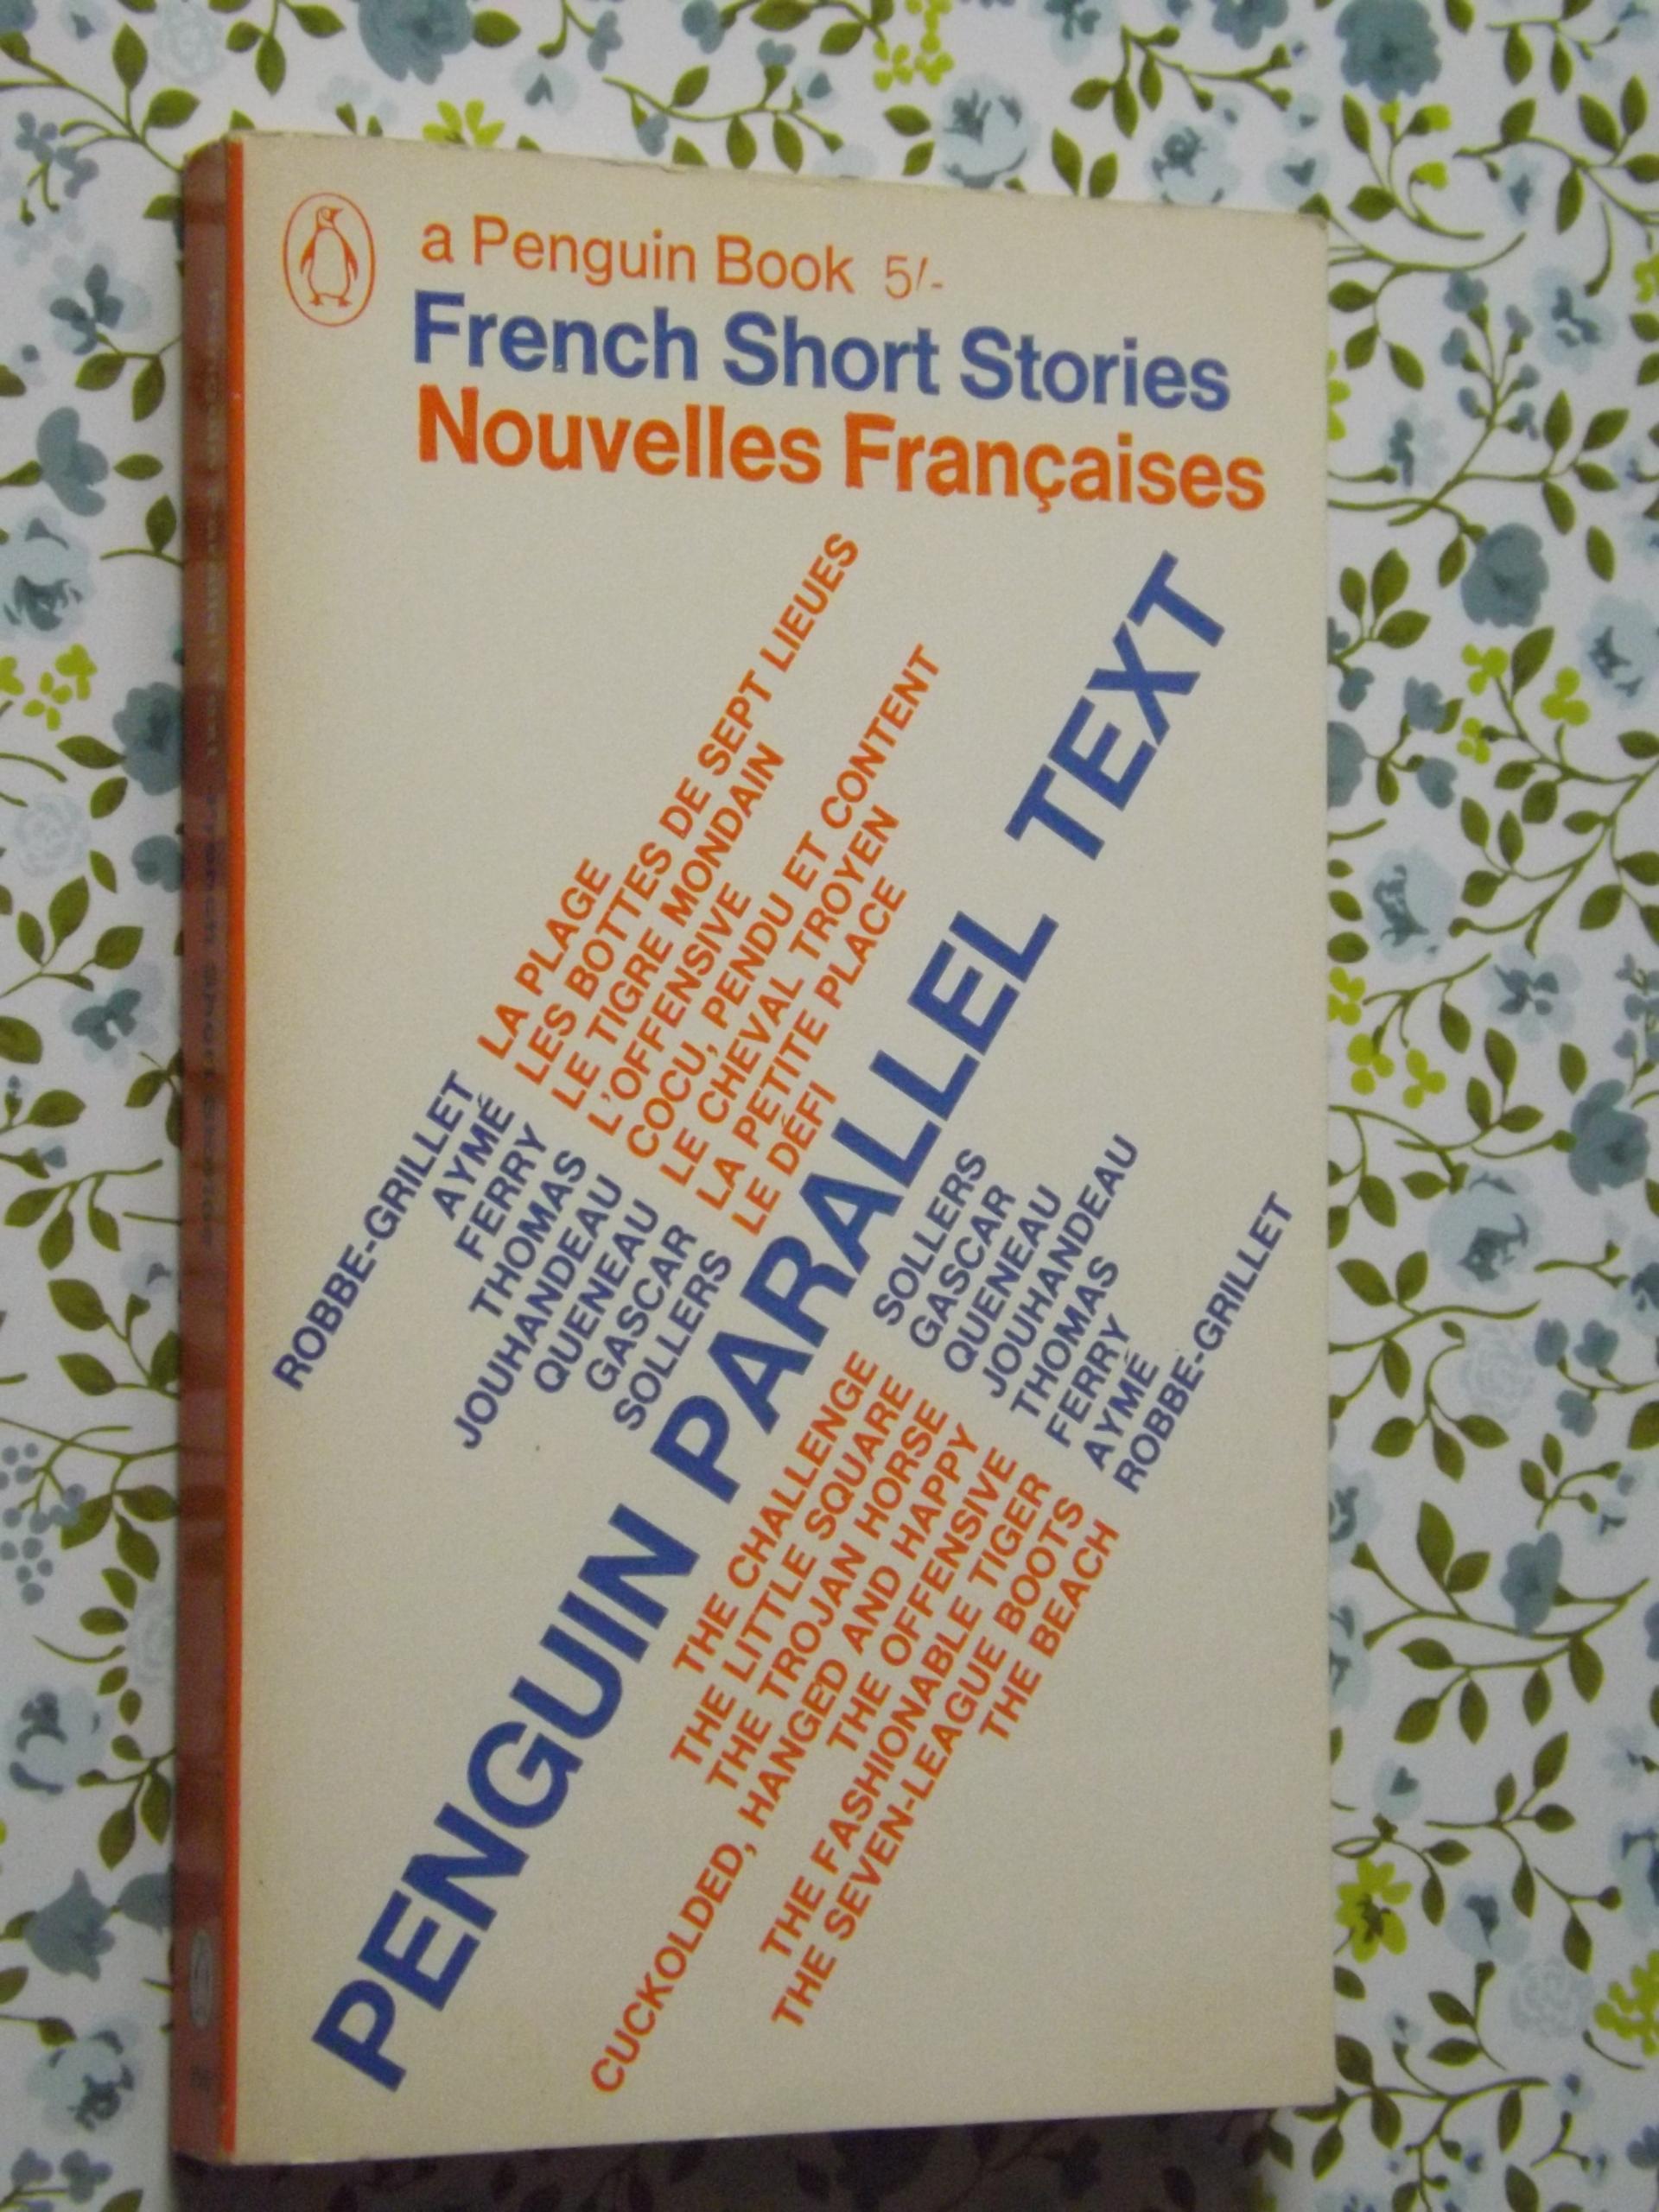 a Penguin Book 5/-
French Short Stories
Nouvelles Françaises
ROBBE-GRILLET LA PLAGE
AYMÉ LES BOTTES DE SEPT LIEUES
FERRY LE TIGRE MONDAIN
THOMAS L'OFFENSIVE
JOUHANDEAU COCU, PENDU ET CONTENT
QUENEAU LE CHEVAL TROYEN
GASCAR LA PETITE PLACE
SOLLERS LE DÉFI
PENGUIN PARALLEL TEXT
THE CHALLENGE SOLLERS
THE LITTLE SQUARE GASCAR
THE TROJAN HORSE QUENEAU
CUCKOLDED, HANGED AND HAPPY JOUHANDEAU
THE OFFENSIVE THOMAS
THE FASHIONABLE TIGER FERRY
THE SEVEN-LEAGUE BOOTS AYMÉ
THE BEACH ROBBE-GRILLET